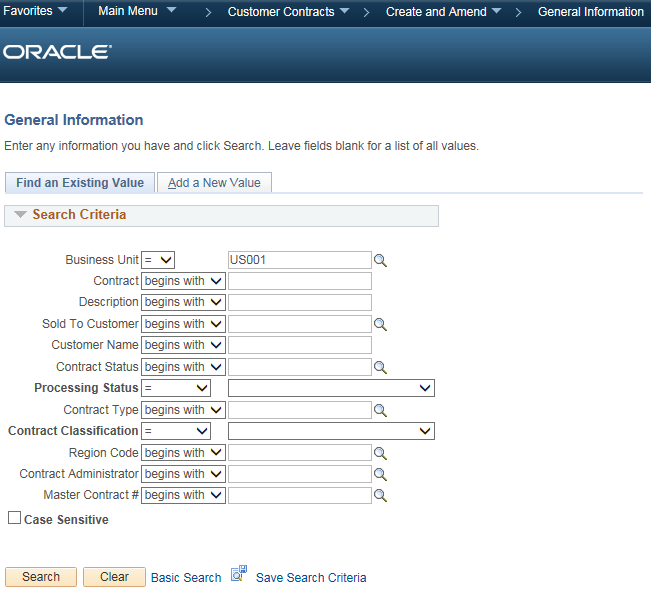 Favorites Main Menu > Customer Contracts > Create and Amend > General Information
ORACLE
General Information
Enter any information you have and click Search. Leave fields blank for a list of all values.
Find an Existing Value Add a New Value
Search Criteria
Business Unit = US001
Contract begins with
Description begins with
Sold To Customer begins with
Customer Name begins with
Contract Status begins with
Processing Status =
Contract Type begins with
Contract Classification =
Region Code begins with
Contract Administrator begins with
Master Contract # begins with
Case Sensitive
Search Clear Basic Search Save Search Criteria